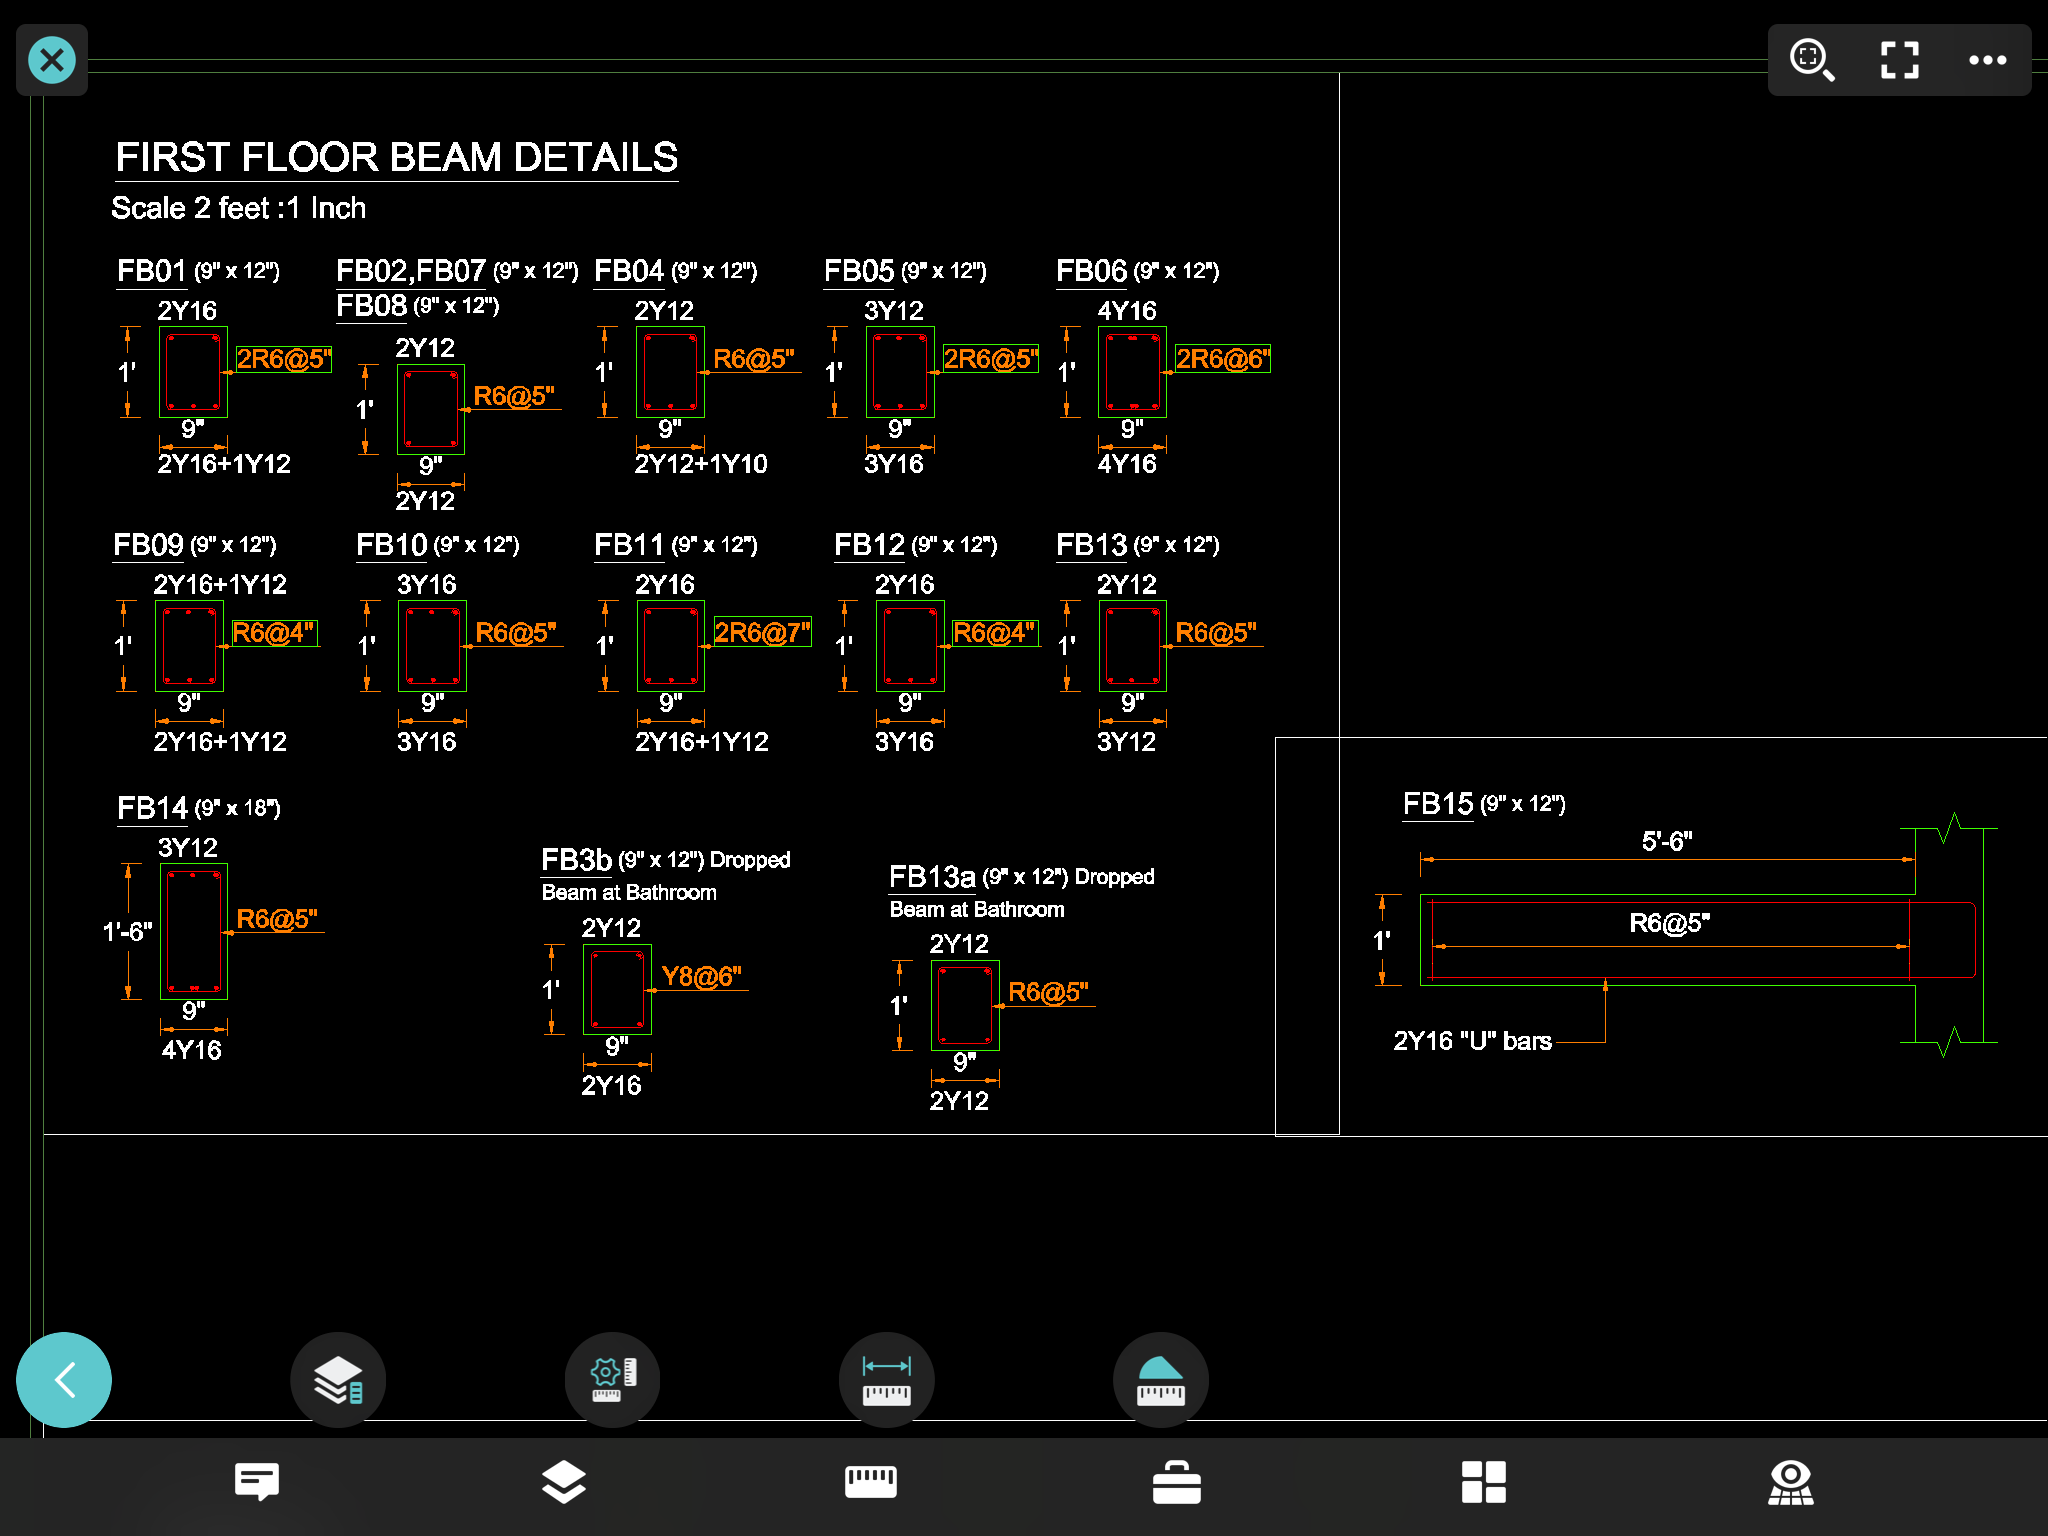 FIRST FLOOR BEAM DETAILS
Scale 2 feet :1 Inch
FB01 (9" x 12")
2Y16
1'
2R6@5"
9"
2Y16+1Y12
FB02,FB07 (9" x 12")
FB08 (9" x 12")
2Y12
1'
R6@5"
9"
2Y12
FB04 (9" x 12")
2Y12
1'
R6@5"
9"
2Y12+1Y10
FB05 (9" x 12")
3Y12
1'
2R6@5"
9"
3Y16
FB06 (9" x 12")
4Y16
1'
2R6@6"
9"
4Y16
FB09 (9" x 12")
2Y16+1Y12
1'
R6@4"
9"
2Y16+1Y12
FB10 (9" x 12")
3Y16
1'
R6@5"
9"
3Y16
FB11 (9" x 12")
2Y16
1'
2R6@7"
9"
2Y16+1Y12
FB12 (9" x 12")
2Y16
1'
R6@4"
9"
3Y16
FB13 (9" x 12")
2Y12
1'
R6@5"
9"
3Y12
FB14 (9" x 18")
3Y12
1'-6"
R6@5"
9"
4Y16
FB3b (9" x 12") Dropped
Beam at Bathroom
2Y12
1'
Y8@6"
9"
2Y16
FB13a (9" x 12") Dropped
Beam at Bathroom
2Y12
1'
R6@5"
9"
2Y12
FB15 (9" x 12")
5'-6"
1'
R6@5"
2Y16 "U" bars